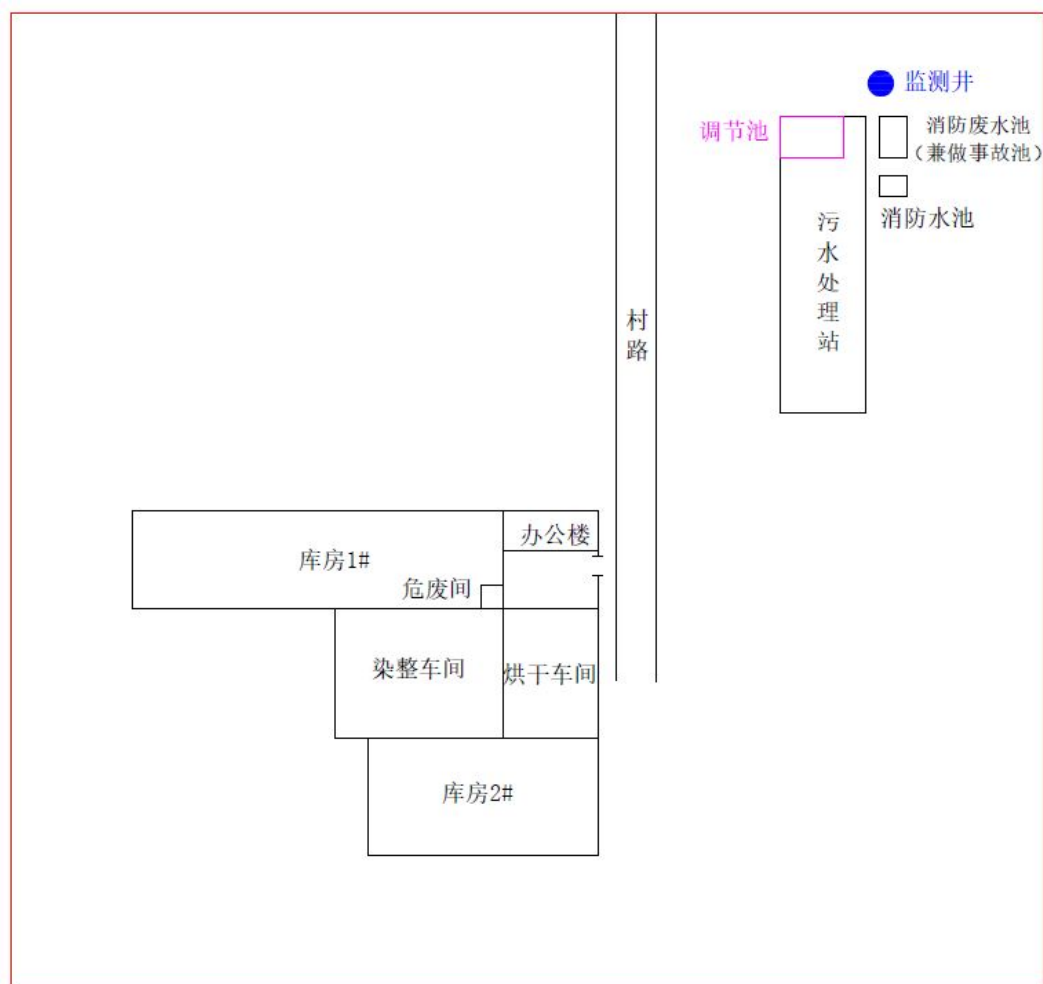 监测井
调节池
消防废水池
（兼做事故池）
消防水池
污水处理站
村路
办公楼
库房1#
危废间
染整车间
烘干车间
库房2#